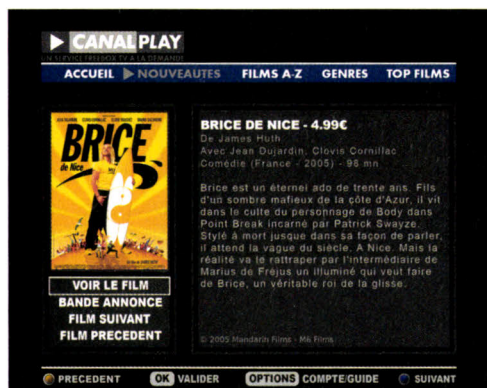 CANALPLAY
UN SERVICE FREEBOX TV A LA DEMANDE
ACCUEIL NOUVEAUTES FILMS A-Z GENRES TOP FILMS
BRICE
de Nice
BRICE DE NICE - 4.99€
De James Huth
Avec Jean Dujardin, Clovis Cornillac
Comédie (France - 2005) - 98 mn
Brice est un éternel ado de trente ans. Fils
d'un sombre mafieux de la côte d'Azur, il vit
dans le culte du personnage de Body dans
Point Break incarné par Patrick Swayze.
Stylé à mort jusque dans sa façon de parler,
il attend la vague du siècle. A Nice. Mais la
réalité va le rattraper par l'intermédiaire de
Marius de Fréjus un illuminé qui veut faire
de Brice, un véritable roi de la glisse.
© 2005 Mandarin Films - M6 Films
VOIR LE FILM
BANDE ANNONCE
FILM SUIVANT
FILM PRECEDENT
PRECEDENT OK VALIDER OPTIONS COMPTE/GUIDE SUIVANT